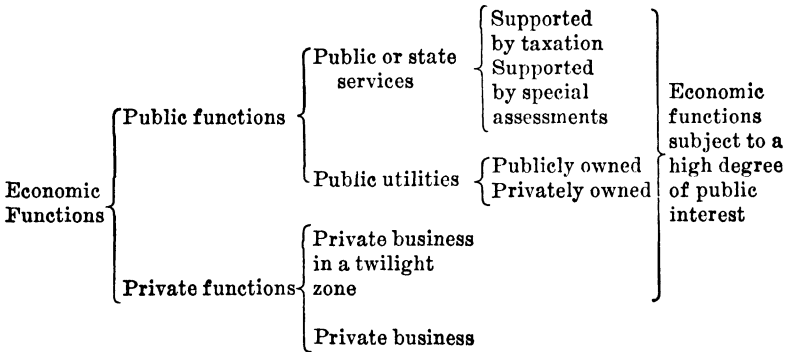 Economic
Functions
Public functions
Public or state
services
Supported
by taxation
Supported
by special
assessments
Public utilities
Publicly owned
Privately owned
Private functions
Private business
in a twilight
zone
Private business
Economic
functions
subject to a
high degree
of public
interest